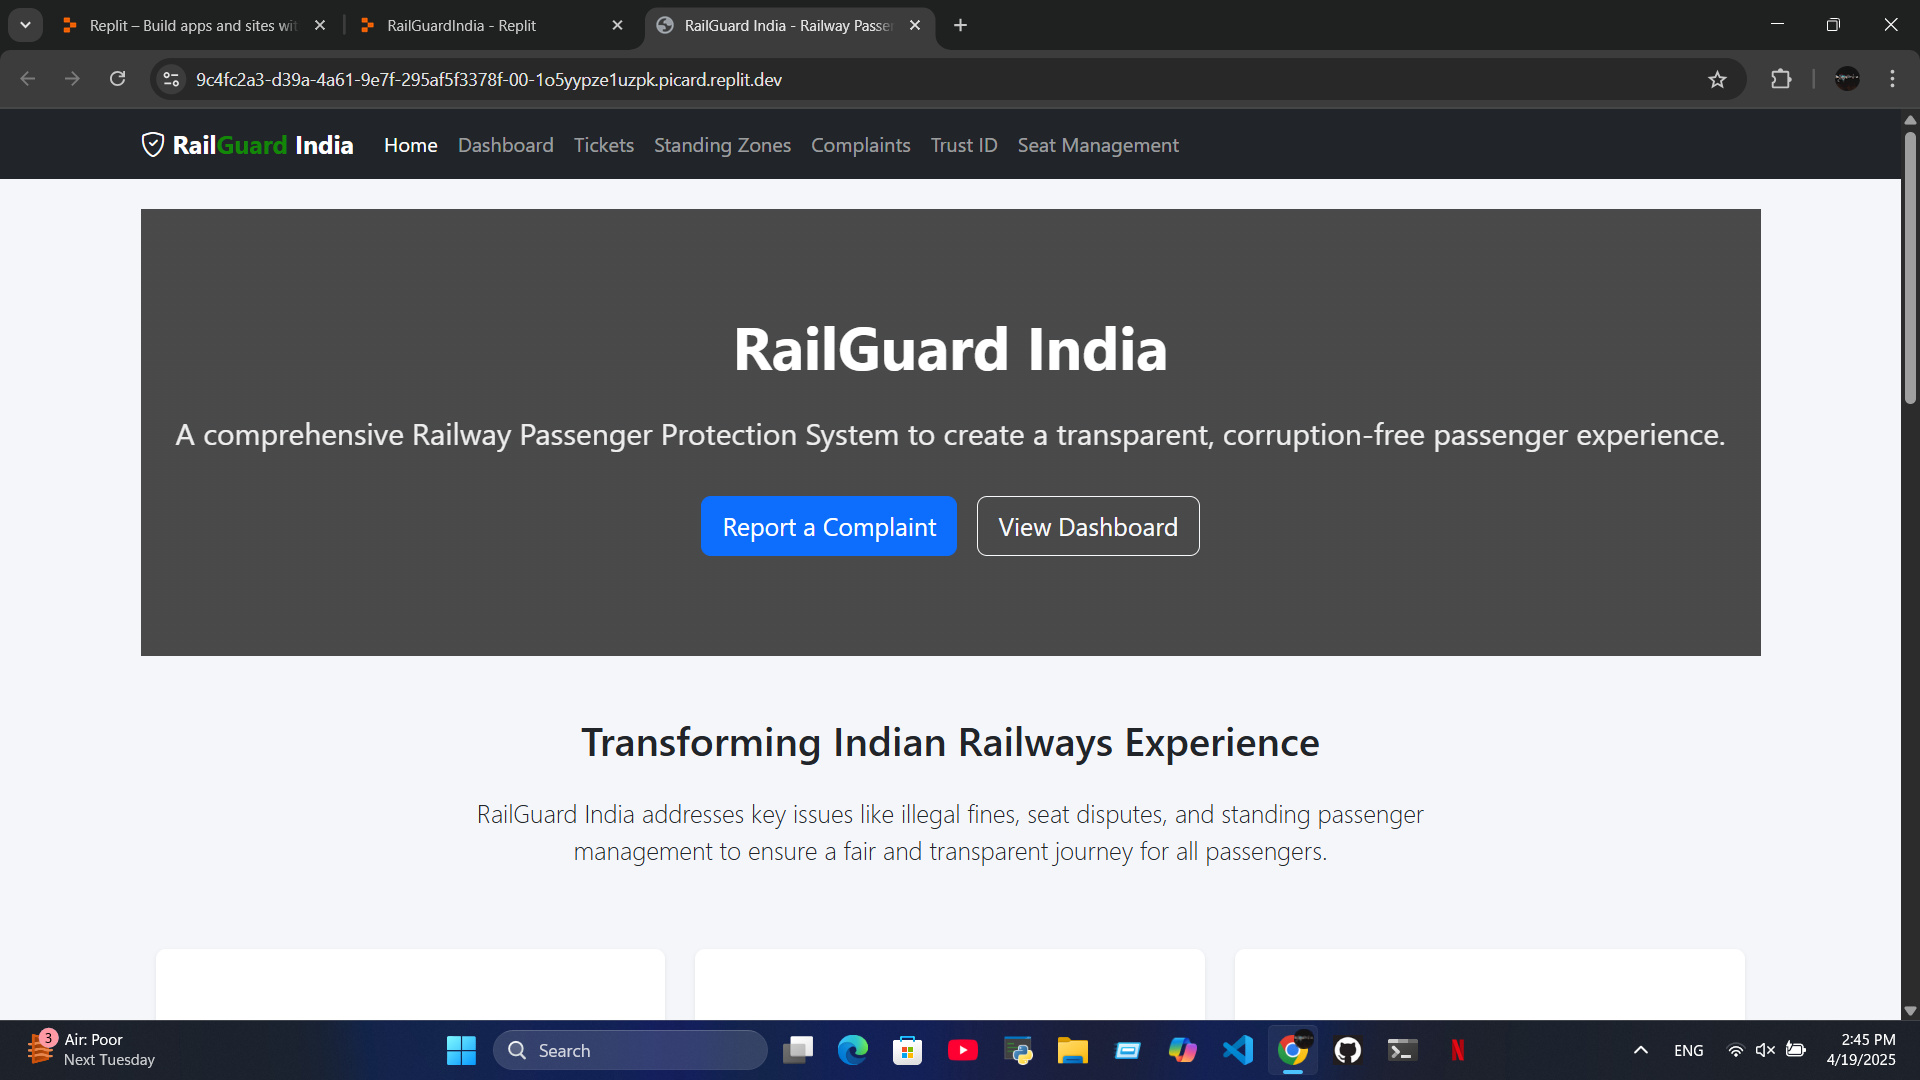 Replit – Build apps and sites wit
RailGuardIndia - Replit
RailGuard India - Railway Passe
9c4fc2a3-d39a-4a61-9e7f-295af5f3378f-00-1o5yypze1uzpk.picard.replit.dev
RailGuard India
Home
Dashboard
Tickets
Standing Zones
Complaints
Trust ID
Seat Management
RailGuard India
A comprehensive Railway Passenger Protection System to create a transparent, corruption-free passenger experience.
Report a Complaint
View Dashboard
Transforming Indian Railways Experience
RailGuard India addresses key issues like illegal fines, seat disputes, and standing passenger
management to ensure a fair and transparent journey for all passengers.
3
Air: Poor
Next Tuesday
Search
N
ENG
2:45 PM
4/19/2025